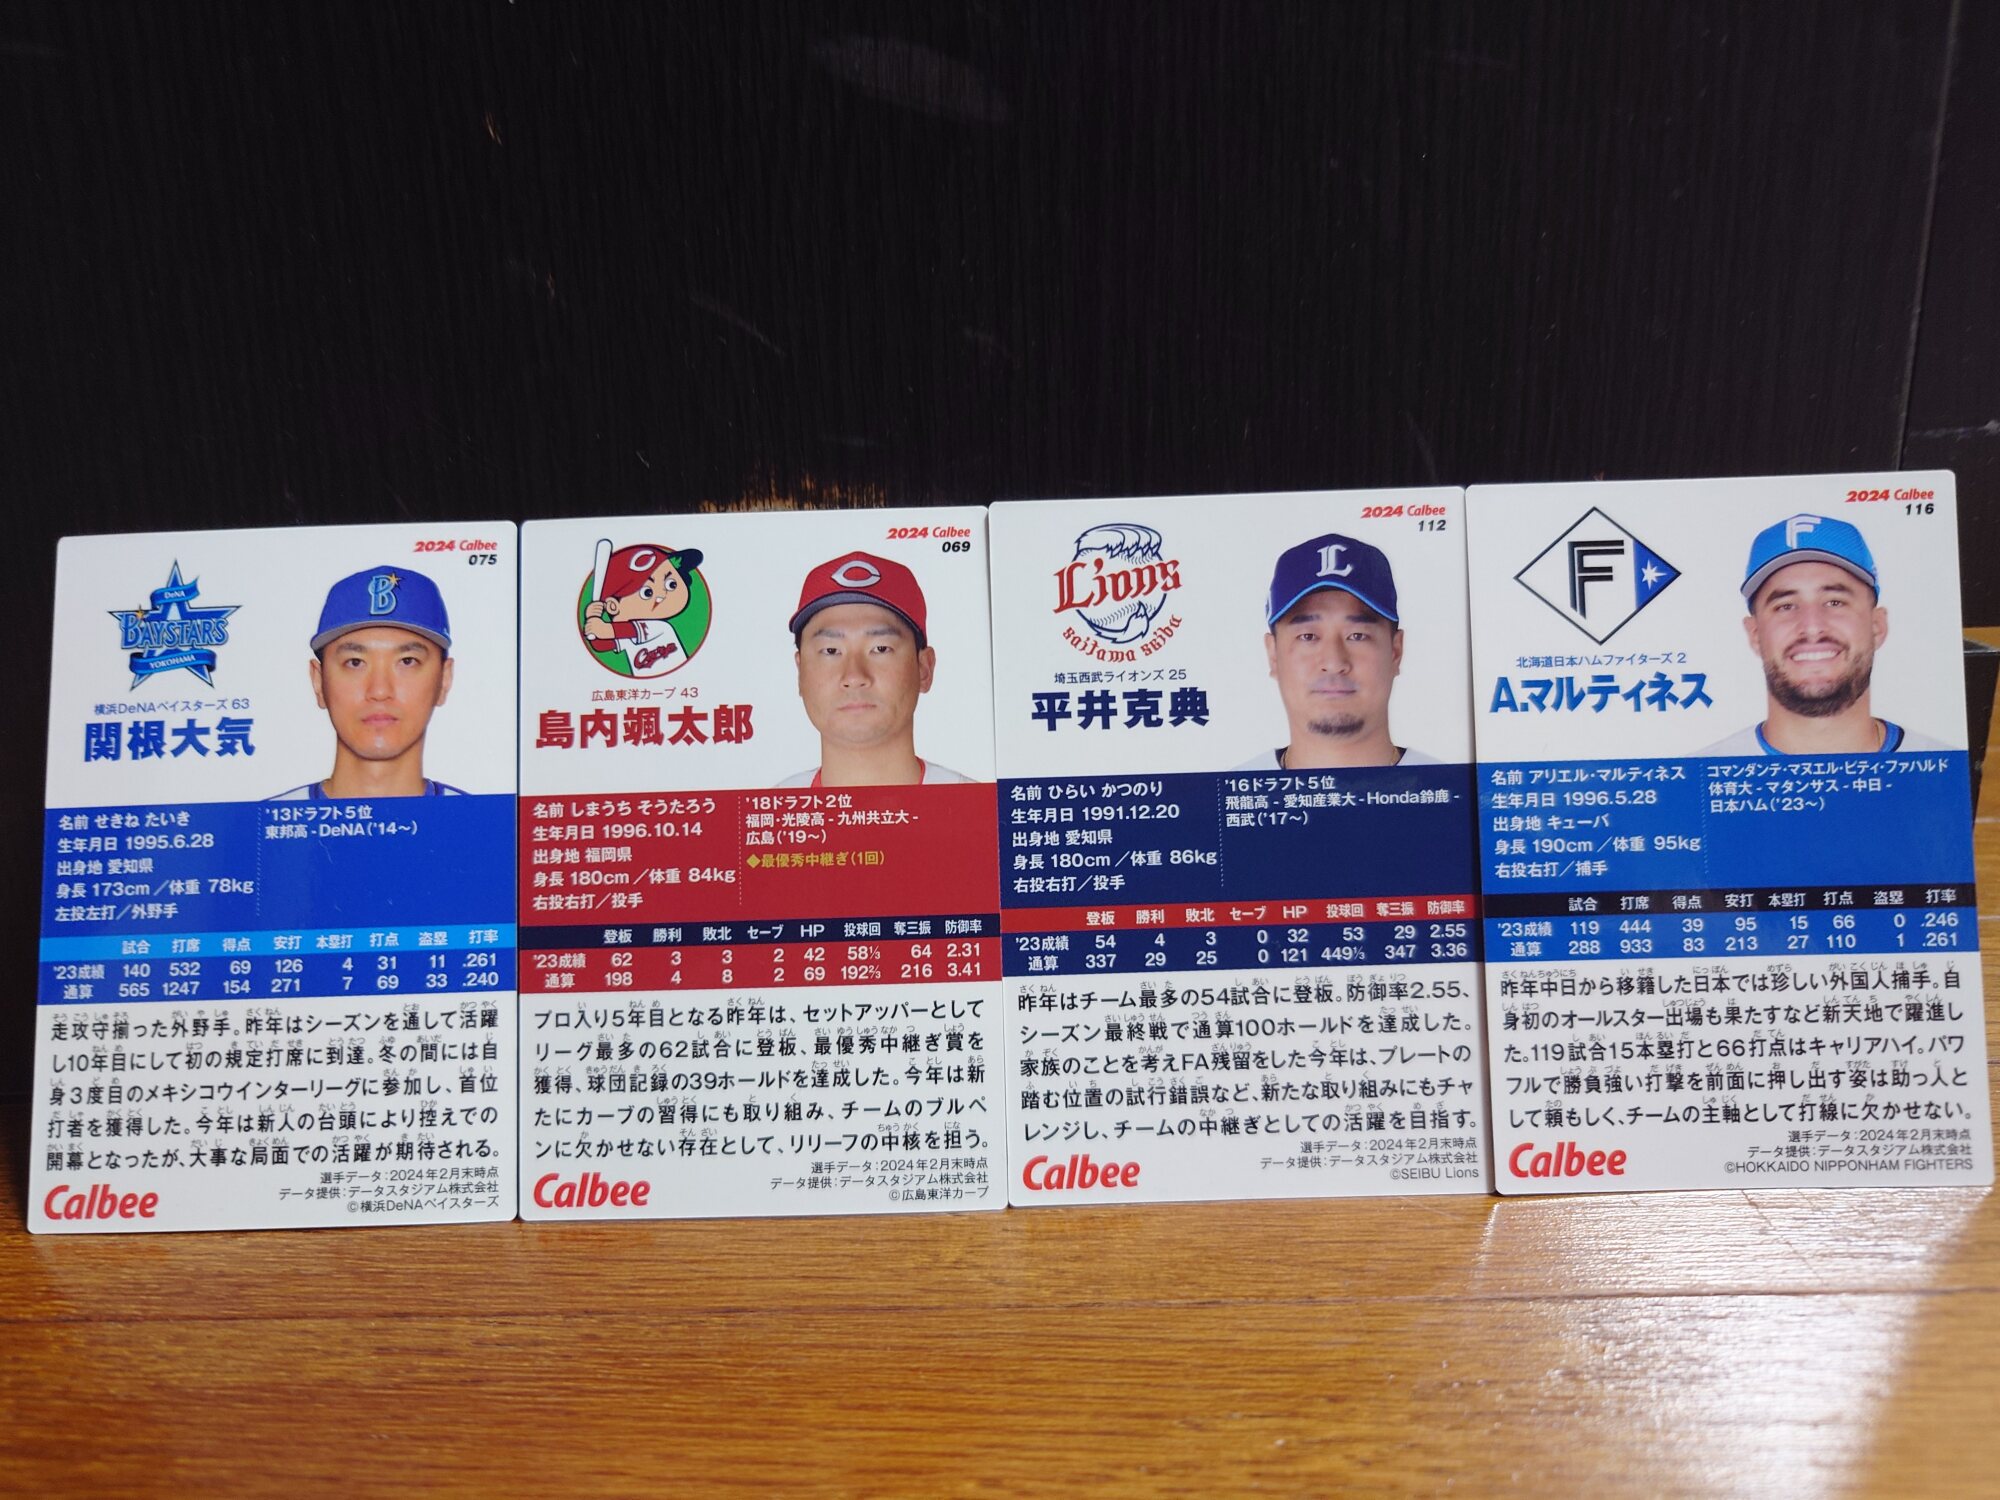 2024 Calbee
075
DeNA
BAYSTARS
YOKOHAMA
横浜DeNAベイスターズ 63
関根大気
名前 せきね たいき
生年月日 1995.6.28
出身地 愛知県
身長 173cm／体重 78kg
左投左打／外野手
'13ドラフト5位
東邦高 - DeNA('14〜)
試合 打席 得点 安打 本塁打 打点 盗塁 打率
'23成績 140 532 69 126 4 31 11 .261
通算 565 1247 154 271 7 69 33 .240
走攻守揃った外野手。昨年はシーズンを通して活躍
し10年目にして初の規定打席に到達。冬の間には自
身3度目のメキシコウインターリーグに参加し、首位
打者を獲得した。今年は新人の台頭により控えでの
開幕となったが、大事な局面での活躍が期待される。
Calbee
選手データ：2024年2月末時点
データ提供：データスタジアム株式会社
©横浜DeNAベイスターズ
2024 Calbee
069
C
Carp
広島東洋カープ 43
島内颯太郎
名前 しまうち そうたろう
生年月日 1996.10.14
出身地 福岡県
身長 180cm／体重 84kg
右投右打／投手
'18ドラフト2位
福岡・光陵高 - 九州共立大 -
広島('19〜)
◆最優秀中継ぎ(1回)
登板 勝利 敗北 セーブ HP 投球回 奪三振 防御率
'23成績 62 3 3 2 42 58⅓ 64 2.31
通算 198 4 8 2 69 192⅔ 216 3.41
プロ入り5年目となる昨年は、セットアッパーとして
リーグ最多の62試合に登板、最優秀中継ぎ賞を
獲得、球団記録の39ホールドを達成した。今年は新
たにカーブの習得にも取り組み、チームのブルペ
ンに欠かせない存在として、リリーフの中核を担う。
Calbee
選手データ：2024年2月末時点
データ提供：データスタジアム株式会社
©広島東洋カープ
2024 Calbee
112
Lions
saitama seibu
L
埼玉西武ライオンズ 25
平井克典
名前 ひらい かつのり
生年月日 1991.12.20
出身地 愛知県
身長 180cm／体重 86kg
右投右打／投手
'16ドラフト5位
飛龍高 - 愛知産業大 - Honda鈴鹿 -
西武('17〜)
登板 勝利 敗北 セーブ HP 投球回 奪三振 防御率
'23成績 54 4 3 0 32 53 29 2.55
通算 337 29 25 0 121 449⅓ 347 3.36
昨年はチーム最多の54試合に登板。防御率2.55、
シーズン最終戦で通算100ホールドを達成した。
家族のことを考えFA残留をした今年は、プレートの
踏む位置の試行錯誤など、新たな取り組みにもチャ
レンジし、チームの中継ぎとしての活躍を目指す。
Calbee
選手データ：2024年2月末時点
データ提供：データスタジアム株式会社
©SEIBU Lions
2024 Calbee
116
F
北海道日本ハムファイターズ 2
A.マルティネス
名前 アリエル・マルティネス
生年月日 1996.5.28
出身地 キューバ
身長 190cm／体重 95kg
右投右打／捕手
コマンダンテ・マヌエル・ピティ・ファハルド
体育大 - マタンサス - 中日 -
日本ハム('23〜)
試合 打席 得点 安打 本塁打 打点 盗塁 打率
'23成績 119 444 39 95 15 66 0 .246
通算 288 933 83 213 27 110 1 .261
昨年中日から移籍した日本では珍しい外国人捕手。自
身初のオールスター出場も果たすなど新天地で躍進し
た。119試合15本塁打と66打点はキャリアハイ。パワ
フルで勝負強い打撃を前面に押し出す姿は助っ人と
して頼もしく、チームの主軸として打線に欠かせない。
Calbee
選手データ：2024年2月末時点
データ提供：データスタジアム株式会社
©HOKKAIDO NIPPONHAM FIGHTERS